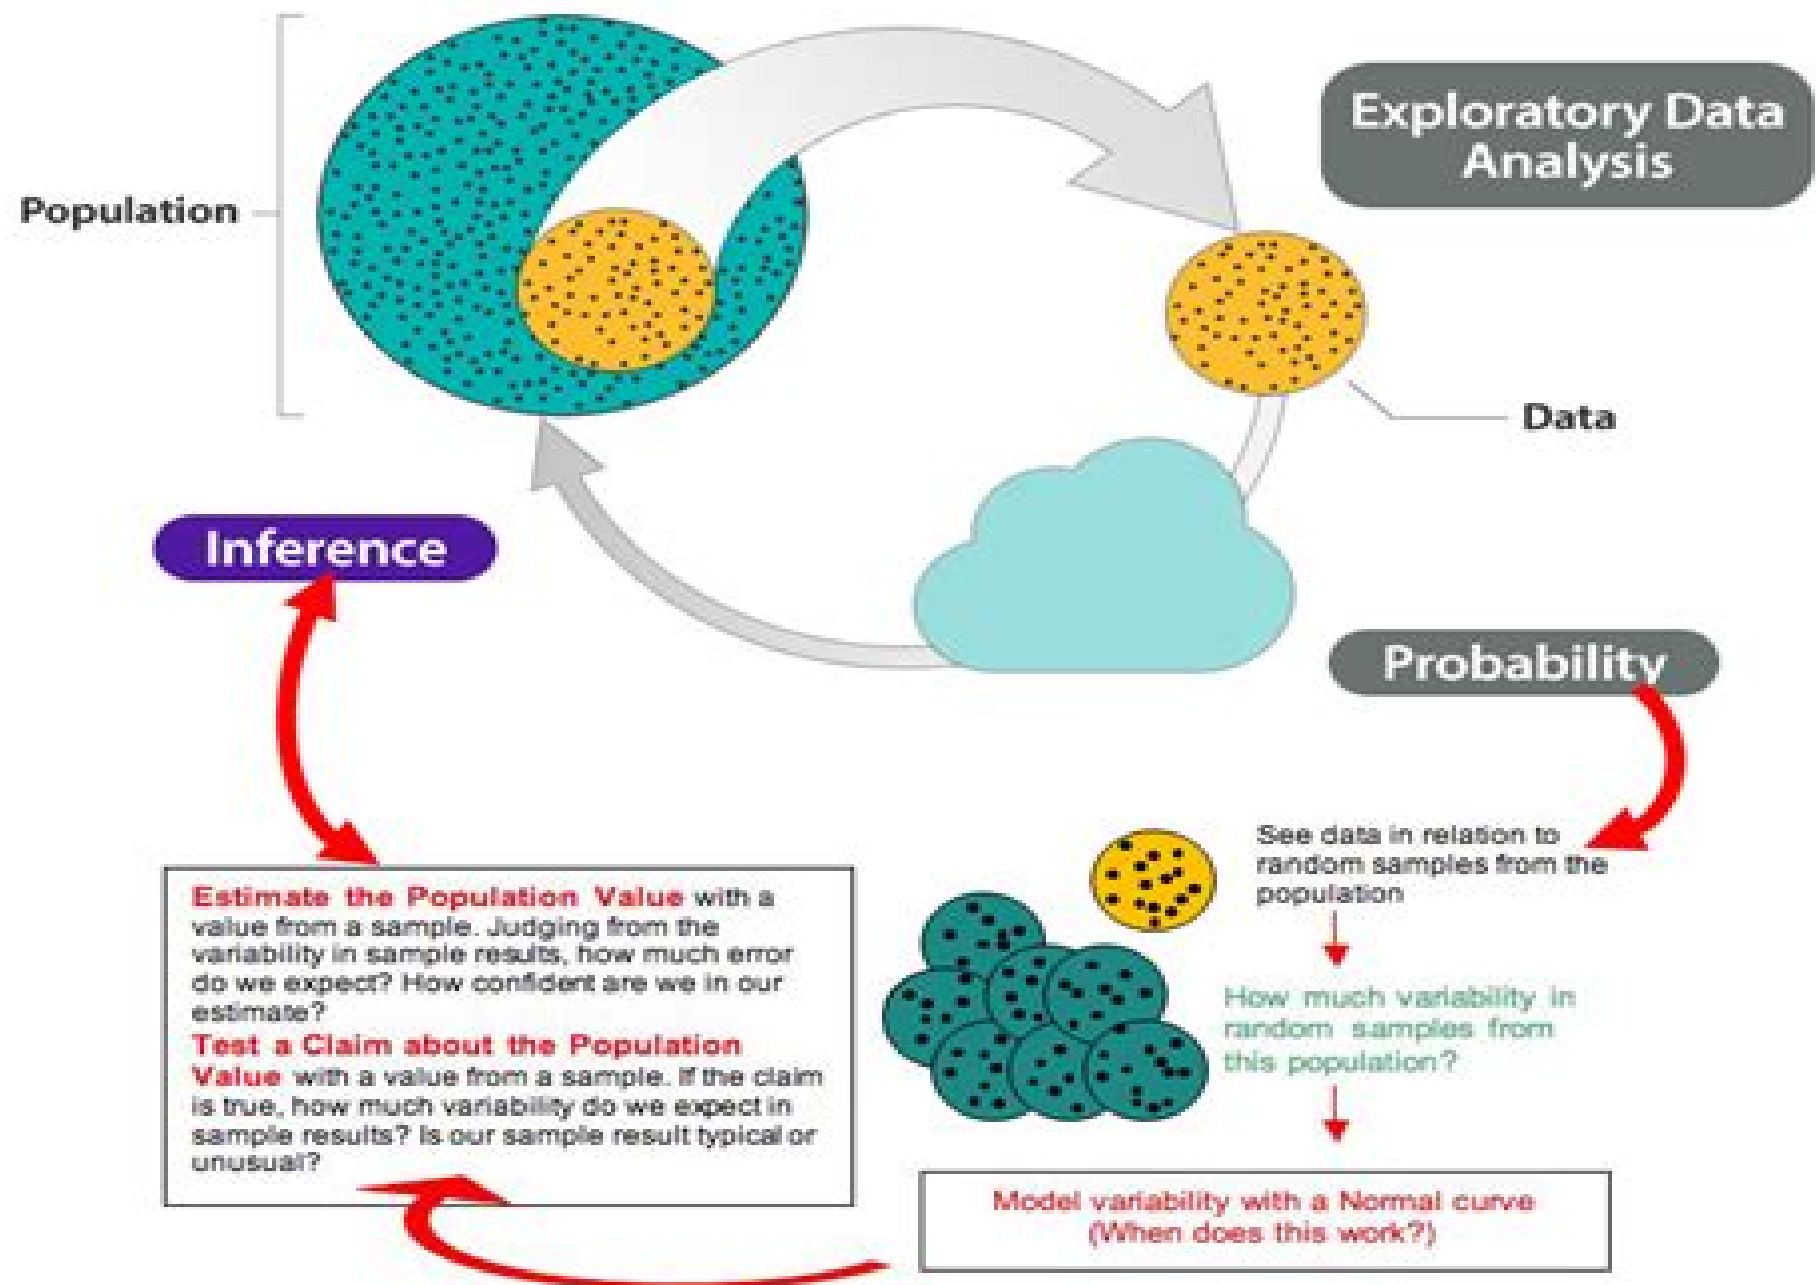 Exploratory Data
Analysis
Population
Data
Inference
Probability
See data in relation to
random samples from the
population
How much variability in
random samples from
this population?
Model variability with a Normal curve
(When does this work?)
Estimate the Population Value with a
value from a sample. Judging from the
variability in sample results, how much error
do we expect? How confident are we in our
estimate?
Test a Claim about the Population
Value with a value from a sample. If the claim
is true, how much variability do we expect in
sample results? Is our sample result typical or
unusual?